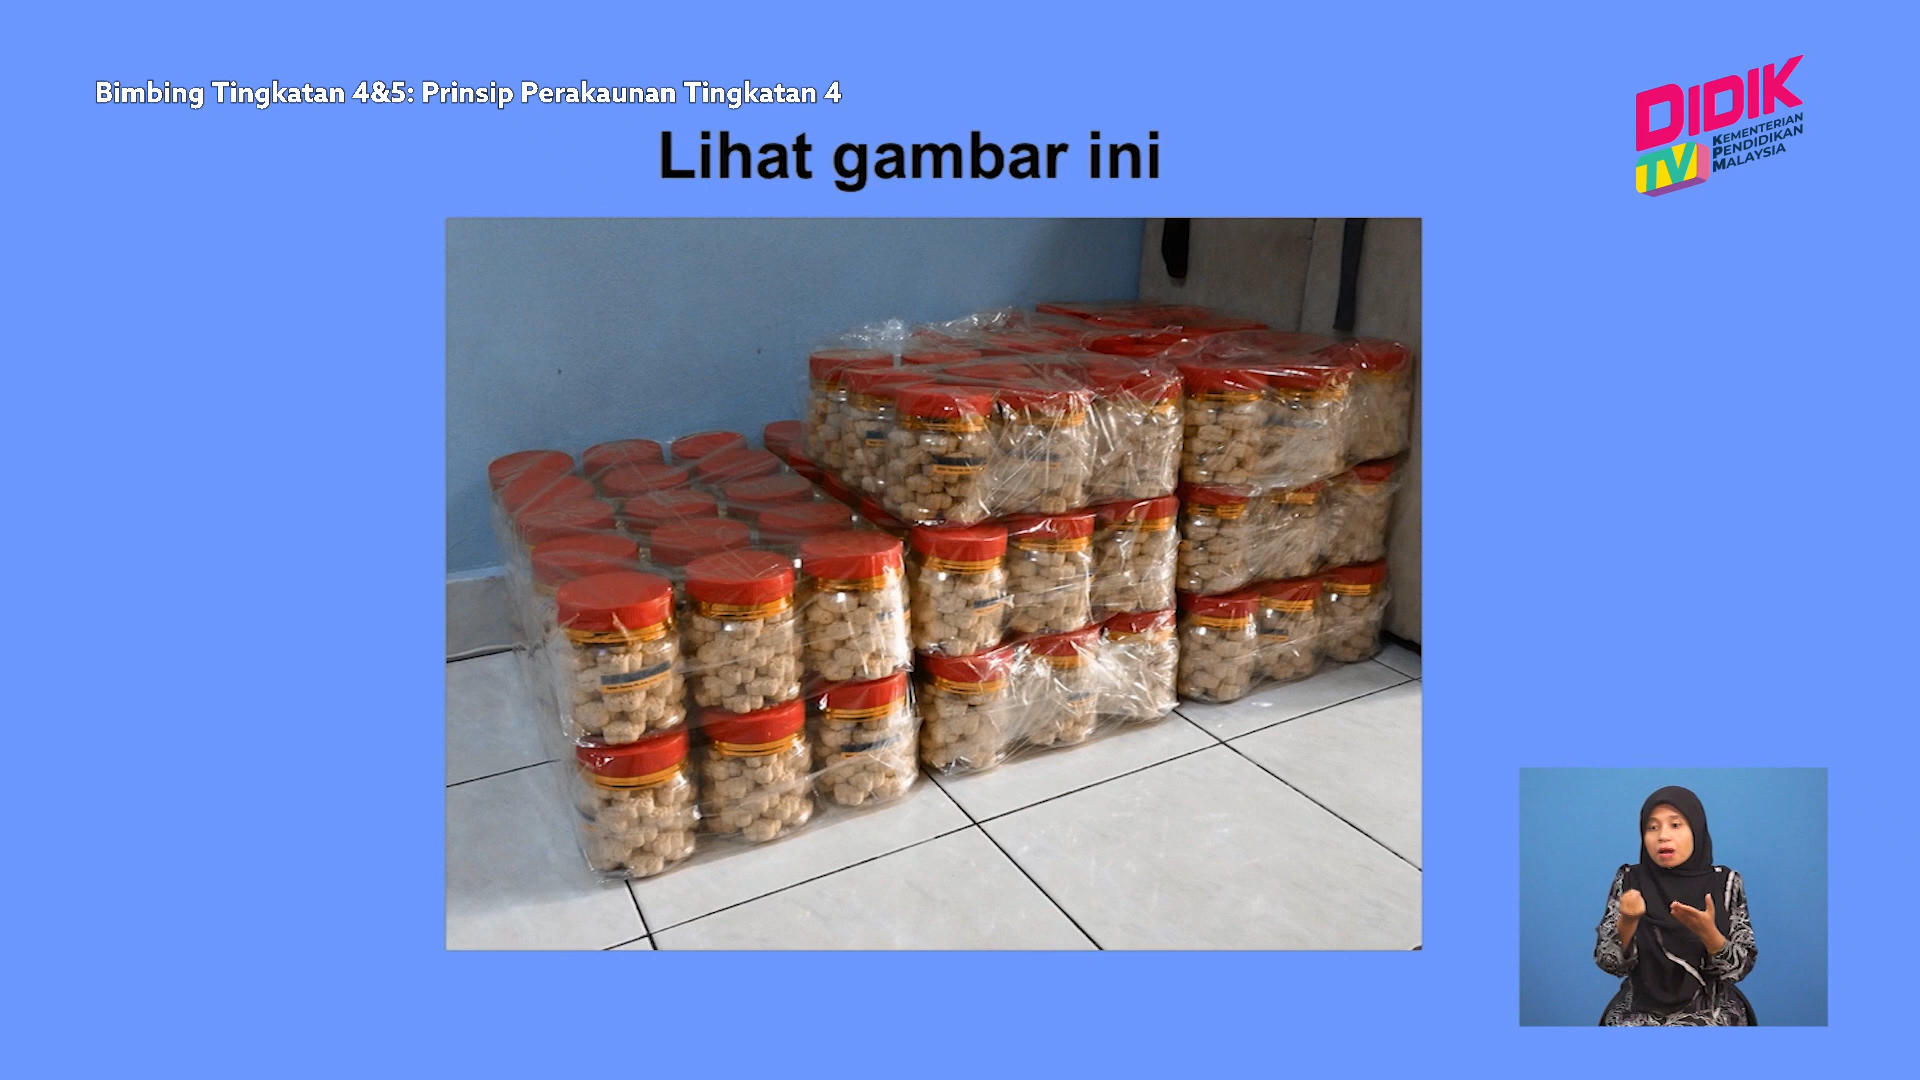 Bimbing Tingkatan 4&5: Prinsip Perakaunan Tingkatan 4
DIDIK
TV
KEMENTERIAN
PENDIDIKAN
MALAYSIA
Lihat gambar ini